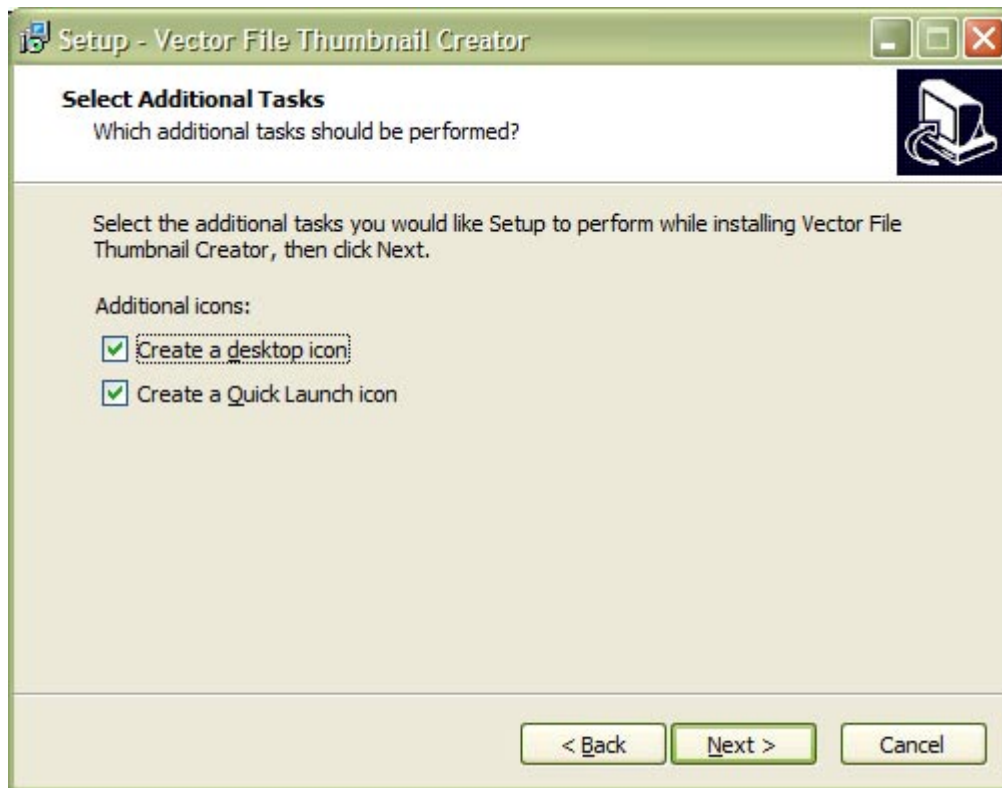 Setup - Vector File Thumbnail Creator
Select Additional Tasks
Which additional tasks should be performed?
Select the additional tasks you would like Setup to perform while installing Vector File
Thumbnail Creator, then click Next.
Additional icons:
Create a desktop icon
Create a Quick Launch icon
< Back Next > Cancel